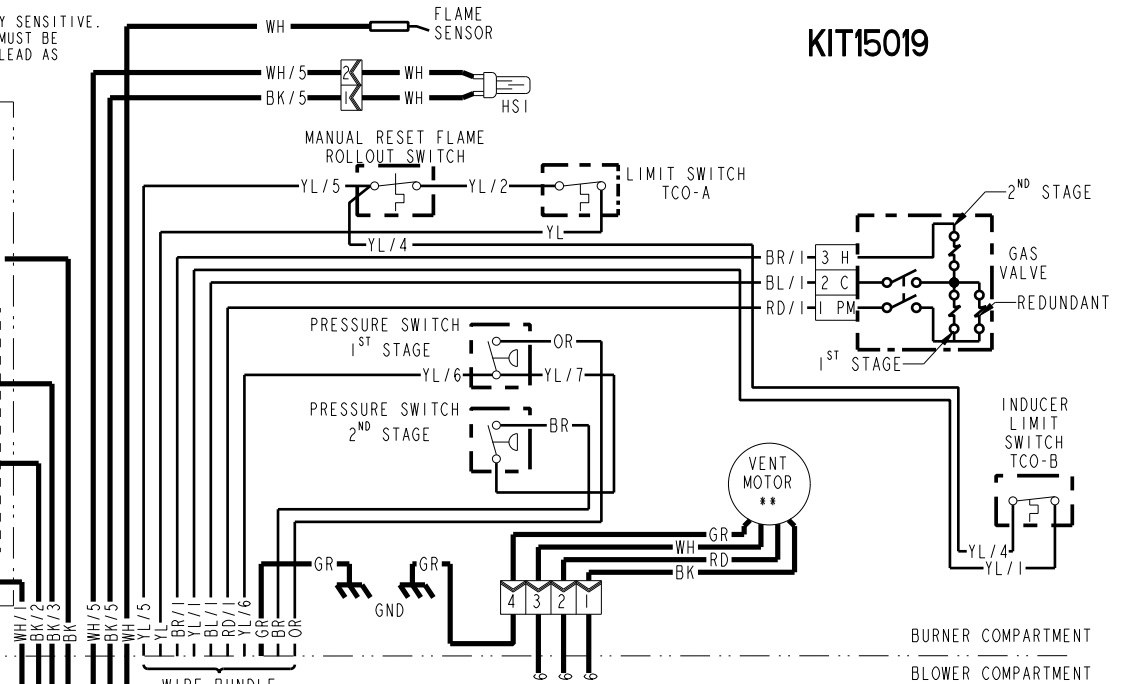 Y SENSITIVE.
MUST BE
LEAD AS
FLAME
SENSOR
KIT15019
WH
WH/5
2
WH
BK/5
1
WH
HSI
MANUAL RESET FLAME
ROLLOUT SWITCH
YL/5
YL/2
LIMIT SWITCH
TCO-A
YL
YL/4
2ND STAGE
BR/1
3 H
BL/1
2 C
RD/1
1 PM
GAS
VALVE
REDUNDANT
1ST STAGE
PRESSURE SWITCH
1ST STAGE
OR
YL/6
YL/7
PRESSURE SWITCH
2ND STAGE
BR
INDUCER
LIMIT
SWITCH
TCO-B
VENT
MOTOR
**
YL/4
YL/1
GR
WH
RD
BK
GR
GR
GND
4
3
2
1
WH/1
BK/2
BK/3
BK
WH/5
BK/5
WH
YL/5
YL
BR/1
YL/1
BL/1
RD/1
YL/6
GR
BR
OR
BURNER COMPARTMENT
BLOWER COMPARTMENT
WIRE BUNDLE